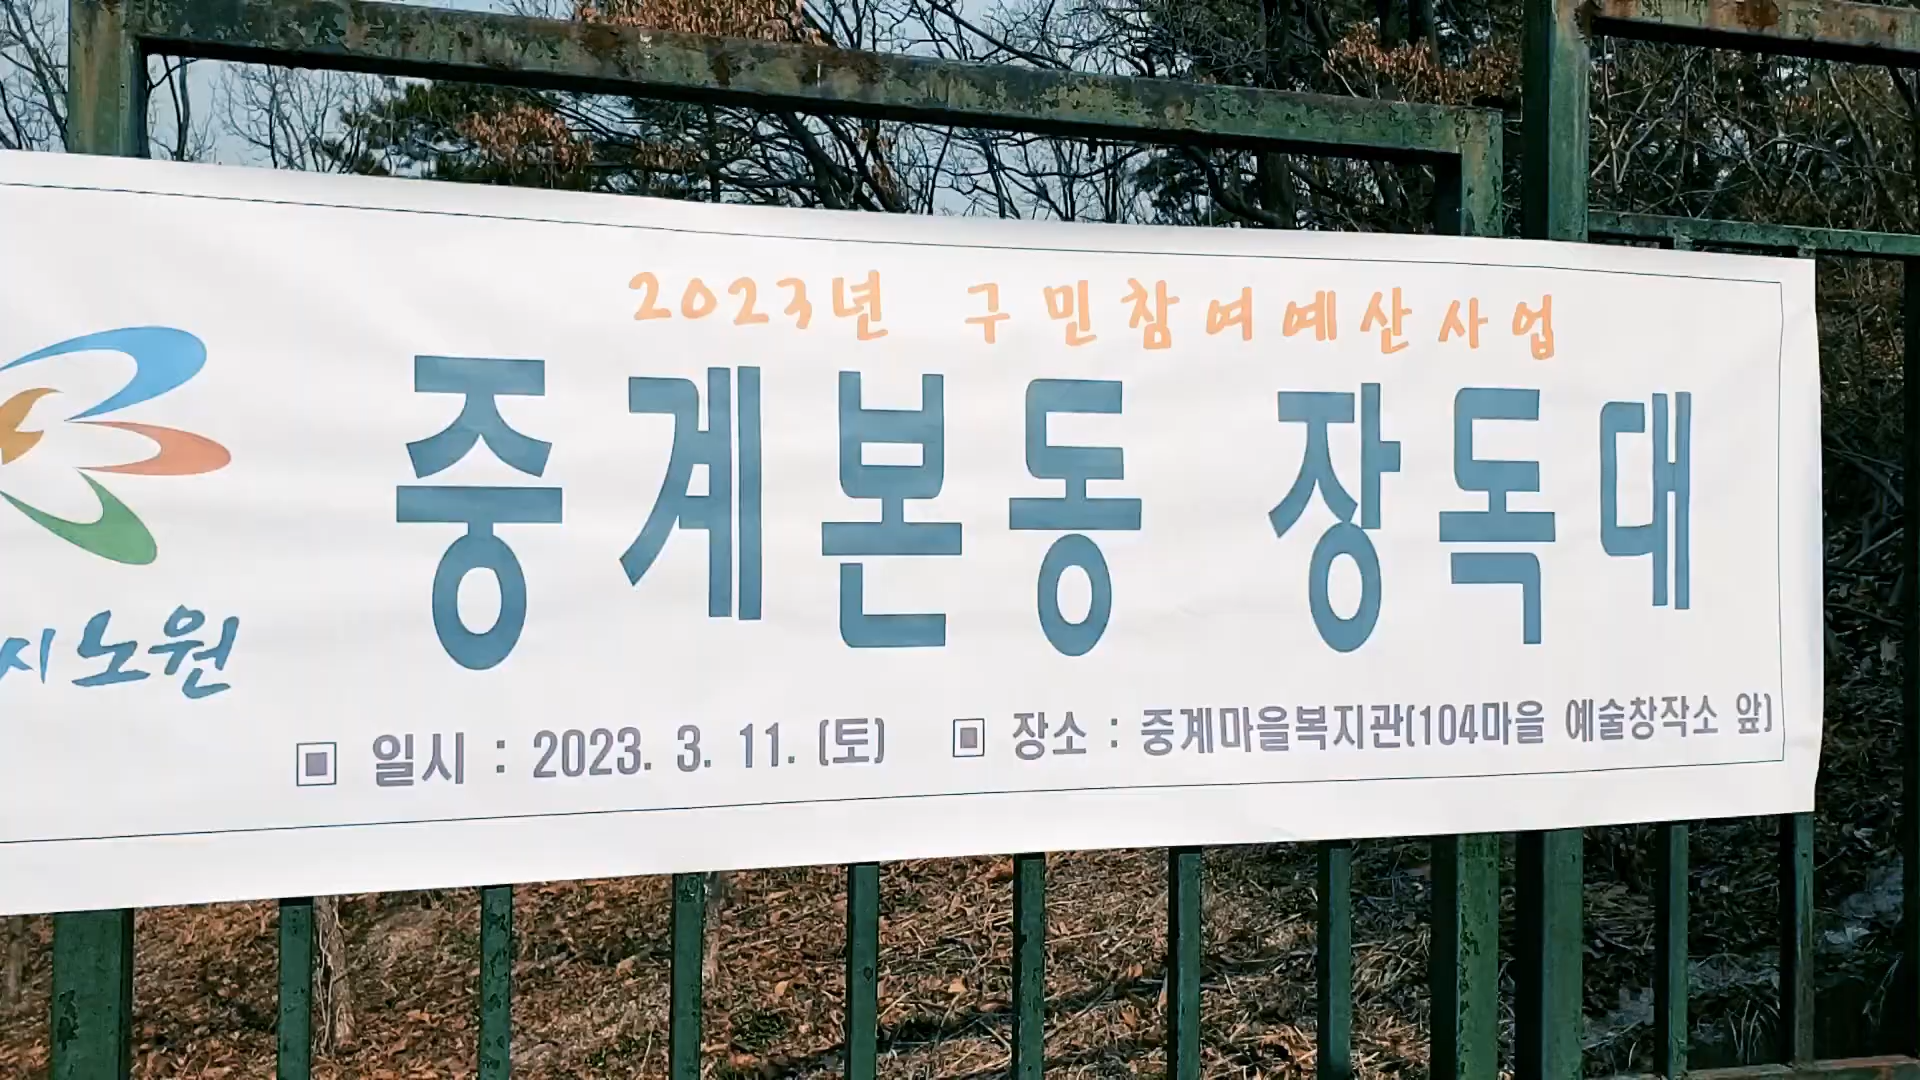 2023년 구민참여예산사업
중계본동 장독대
시노원
▣ 일시 : 2023. 3. 11. (토) ▣ 장소 : 중계마을복지관(104마을 예술창작소 앞)